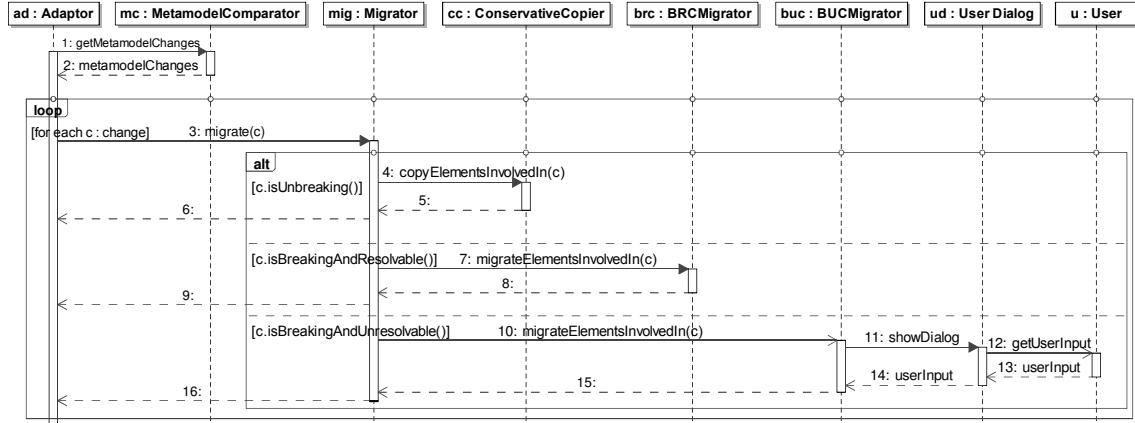 ad : Adaptor
mc : MetamodelComparator
mig : Migrator
cc : ConservativeCopier
brc : BRCMigrator
buc : BUCMigrator
ud : User Dialog
u : User
1: getMetamodelChanges
2: metamodelChanges
loop
[for each c : change]
3: migrate(c)
alt
4: copyElementsInvolvedIn(c)
[c.isUnbreaking()]
5:
6:
[c.isBreakingAndResolvable()]
7: migrateElementsInvolvedIn(c)
8:
9:
[c.isBreakingAndUnresolvable()]
10: migrateElementsInvolvedIn(c)
11: showDialog
12: getUserInput
13: userInput
14: userInput
15:
16: